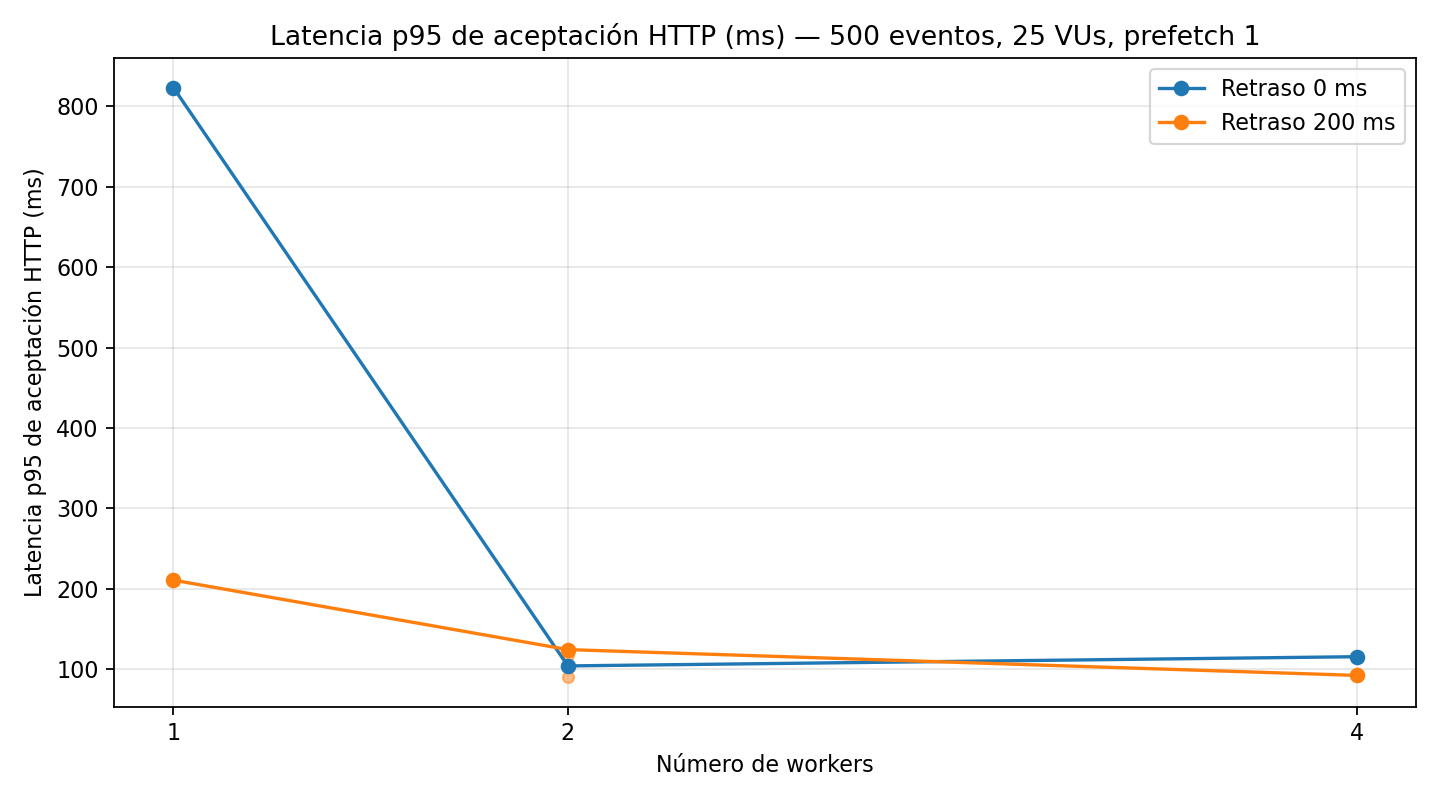 Latencia p95 de aceptación HTTP (ms) — 500 eventos, 25 VUs, prefetch 1
Retraso 0 ms
Retraso 200 ms
Latencia p95 de aceptación HTTP (ms)
800
700
600
500
400
300
200
100
1
2
4
Número de workers